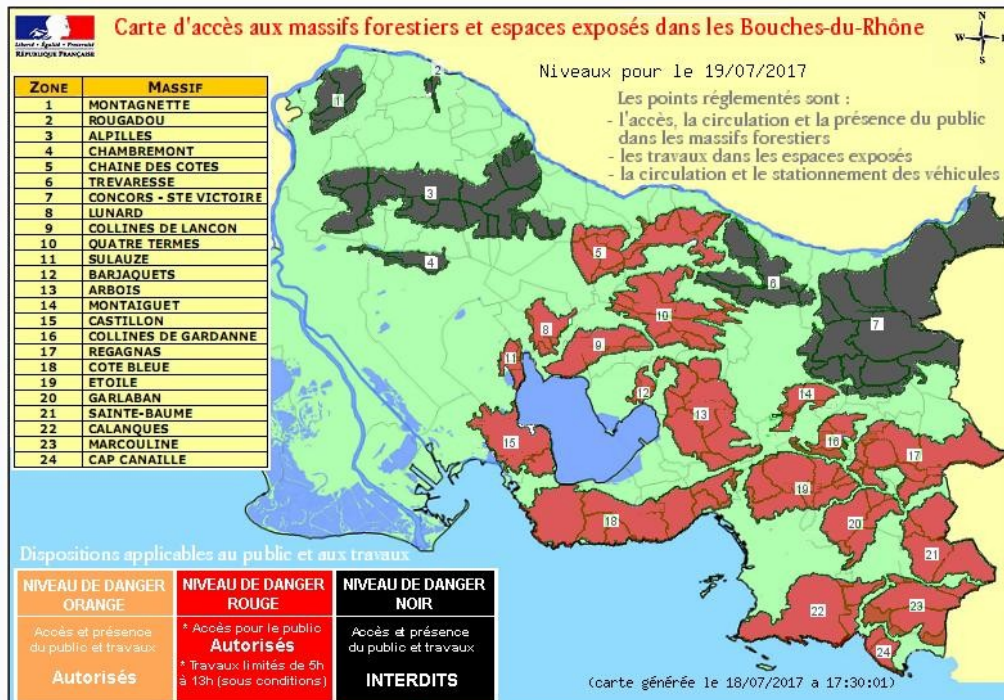 Carte d'accès aux massifs forestiers et espaces exposés dans les Bouches-du-Rhône
Liberté • Égalité • Fraternité
RÉPUBLIQUE FRANÇAISE
N
W
S
Niveaux pour le 19/07/2017
Les points réglementés sont :
- l'accès, la circulation et la présence du public
dans les massifs forestiers
- les travaux dans les espaces exposés
- la circulation et le stationnement des véhicules
ZONE MASSIF
1 MONTAGNETTE
2 ROUGADOU
3 ALPILLES
4 CHAMBREMONT
5 CHAINE DES COTES
6 TREVARESSE
7 CONCORS - STE VICTOIRE
8 LUNARD
9 COLLINES DE LANCON
10 QUATRE TERMES
11 SULAUZE
12 BARJAQUETS
13 ARBOIS
14 MONTAIGUET
15 CASTILLON
16 COLLINES DE GARDANNE
17 REGAGNAS
18 COTE BLEUE
19 ETOILE
20 GARLABAN
21 SAINTE-BAUME
22 CALANQUES
23 MARCOULINE
24 CAP CANAILLE
1
2
3
4
5
6
7
8
9
10
11
12
13
14
15
16
17
18
19
20
21
22
23
24
Dispositions applicables au public et aux travaux
NIVEAU DE DANGER
ORANGE
Accès et présence
du public et travaux
Autorisés
NIVEAU DE DANGER
ROUGE
* Accès pour le public
Autorisés
* Travaux limités de 5h
à 13h (sous conditions)
NIVEAU DE DANGER
NOIR
Accès et présence
du public et travaux
INTERDITS
(carte générée le 18/07/2017 a 17:30:01)